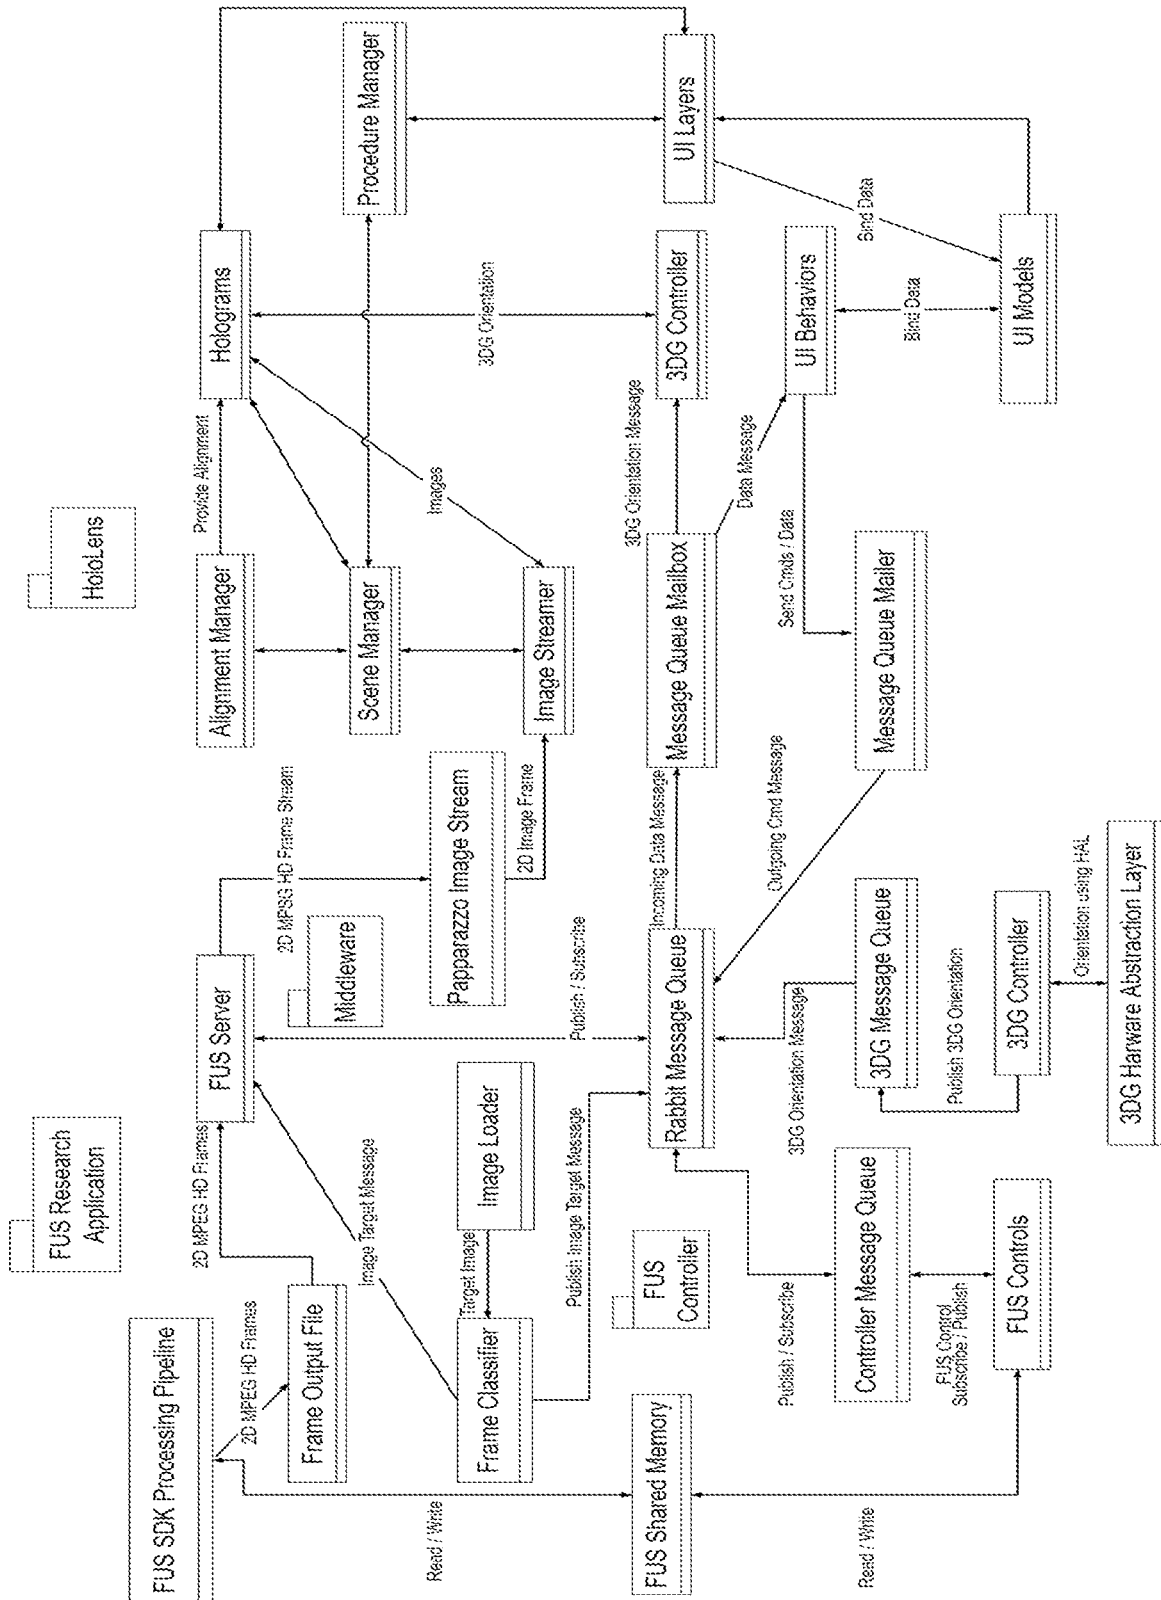 FUS SDK Processing Pipeline
FUS Research
Application
HoloLens
2D MPEG HD Frames
2D MPEG HD Frames
Frame Output File
FUS Server
2D MPSG HD Frame Stream
Alignment Manager
Provide Alignment
Holograms
Middleware
Scene Manager
Procedure Manager
Image Target Message
Read / Write
Papparazzo Image Stream
Images
Frame Classifier
Target Image
Image Loader
2D Image Frame
Image Streamer
3DG Orientation
Publish Image Target Message
Publish / Subscribe
FUS Shared Memory
FUS
Controller
Rabbit Message Queue
Incoming Data Message
Message Queue Mailbox
3DG Orientation Message
3DG Controller
UI Layers
Data Message
Publish / Subscribe
3DG Orientation Message
Outgoing Cmd Message
Send Cmds / Data
UI Behaviors
Bind Data
Read / Write
Controller Message Queue
3DG Message Queue
Message Queue Mailer
FUS Control
Subscribe / Publish
Publish 3DG Orientation
Bind Data
FUS Controls
3DG Controller
UI Models
Orientation using HAL
3DG Harware Abstraction Layer